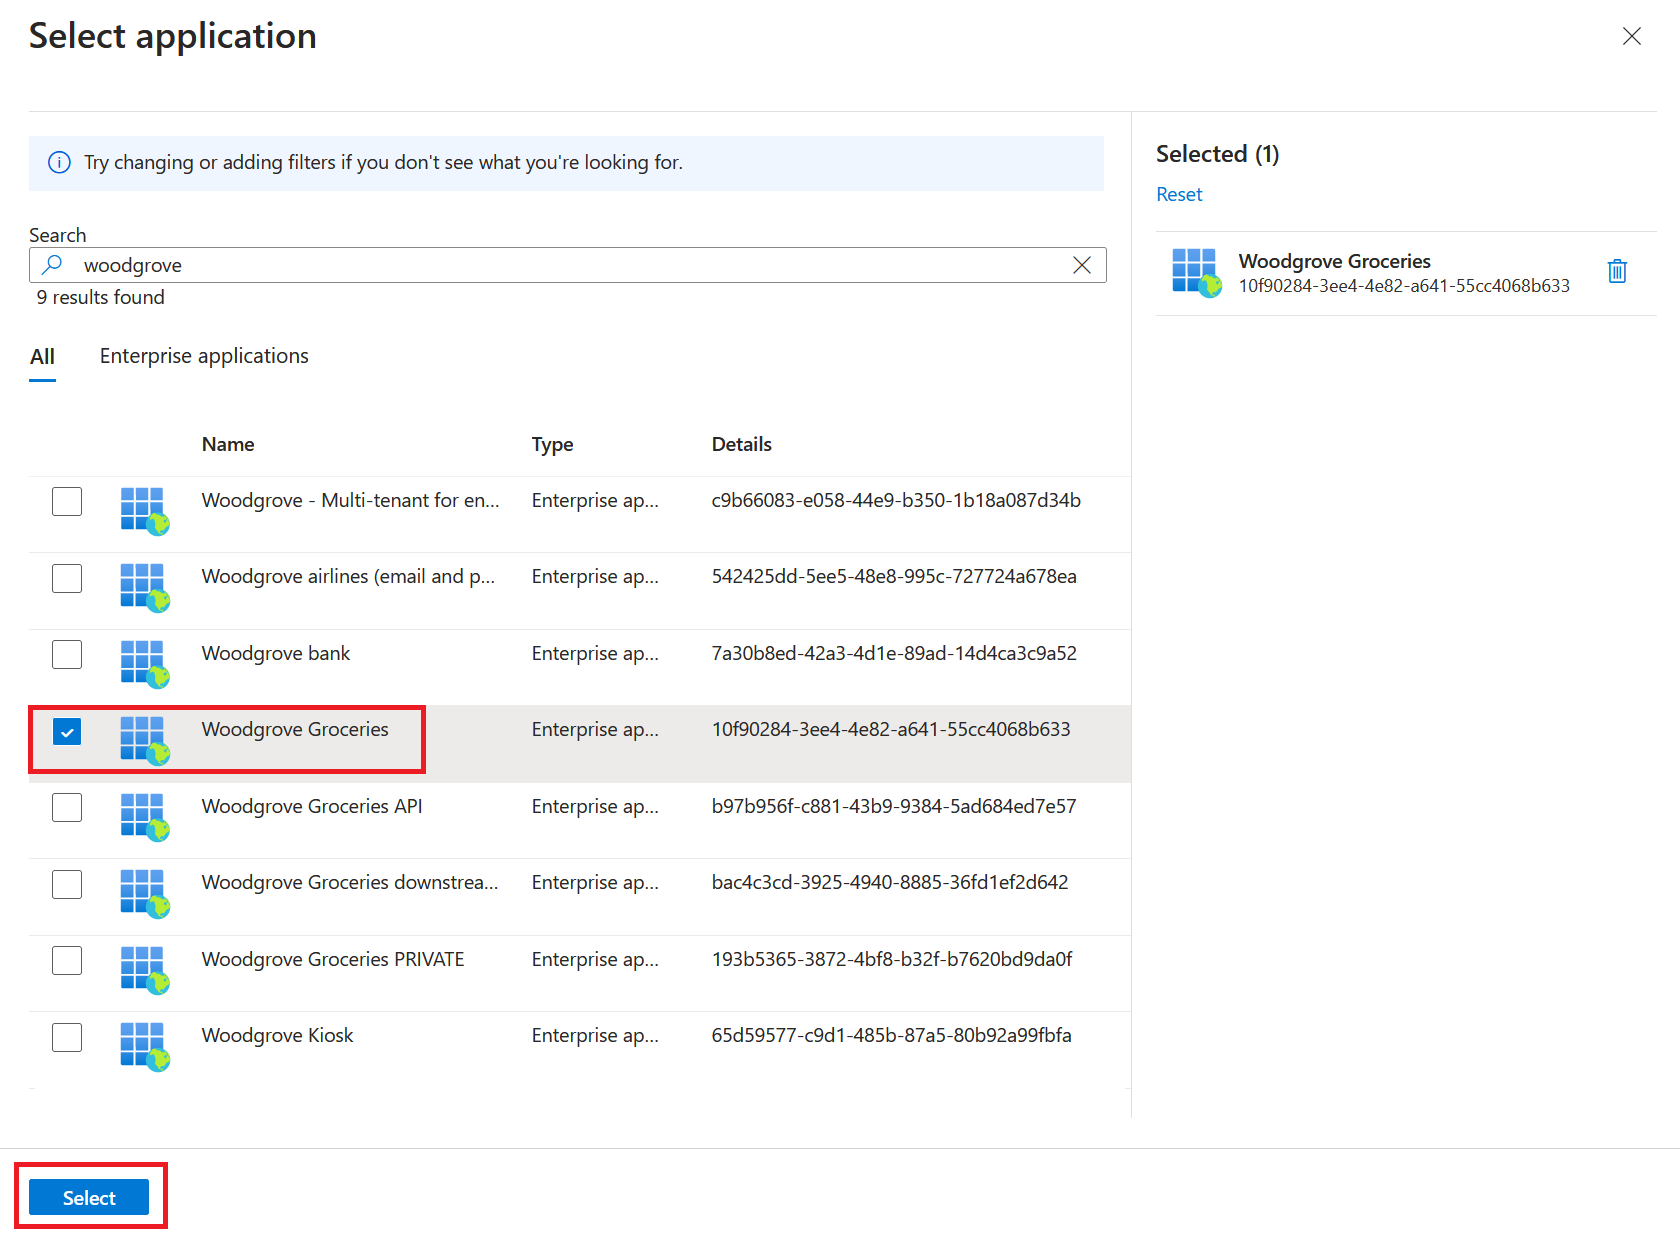 Select application
Try changing or adding filters if you don't see what you're looking for.
Search
woodgrove
9 results found
All Enterprise applications
Name Type Details
Woodgrove - Multi-tenant for en... Enterprise ap... c9b66083-e058-44e9-b350-1b18a087d34b
Woodgrove airlines (email and p... Enterprise ap... 542425dd-5ee5-48e8-995c-727724a678ea
Woodgrove bank Enterprise ap... 7a30b8ed-42a3-4d1e-89ad-14d4ca3c9a52
Woodgrove Groceries Enterprise ap... 10f90284-3ee4-4e82-a641-55cc4068b633
Woodgrove Groceries API Enterprise ap... b97b956f-c881-43b9-9384-5ad684ed7e57
Woodgrove Groceries downstrea... Enterprise ap... bac4c3cd-3925-4940-8885-36fd1ef2d642
Woodgrove Groceries PRIVATE Enterprise ap... 193b5365-3872-4bf8-b32f-b7620bd9da0f
Woodgrove Kiosk Enterprise ap... 65d59577-c9d1-485b-87a5-80b92a99fbfa
Selected (1)
Reset
Woodgrove Groceries
10f90284-3ee4-4e82-a641-55cc4068b633
Select